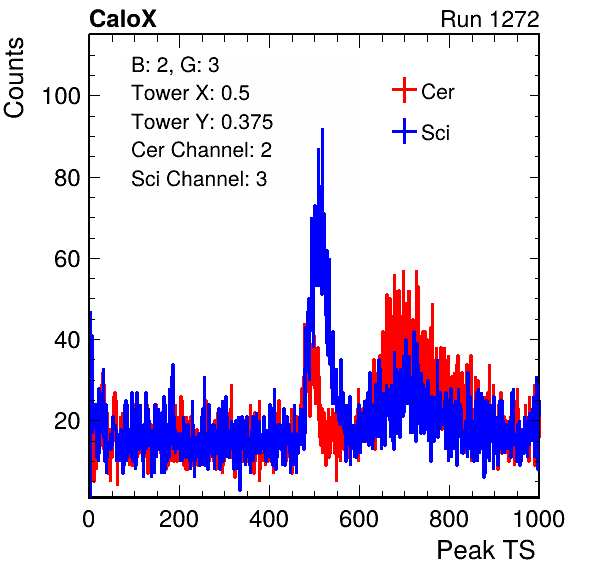 CaloX Run 1272
Counts
B: 2, G: 3
Tower X: 0.5
Tower Y: 0.375
Cer Channel: 2
Sci Channel: 3
Cer
Sci
100
80
60
40
20
0 200 400 600 800 1000
Peak TS